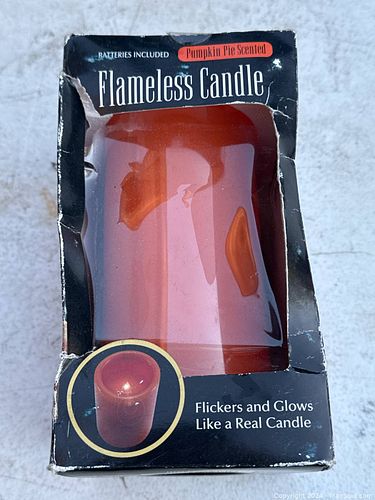 BATTERIES INCLUDED Pumpkin Pie Scented
Flameless Candle
Flickers and Glows
Like a Real Candle